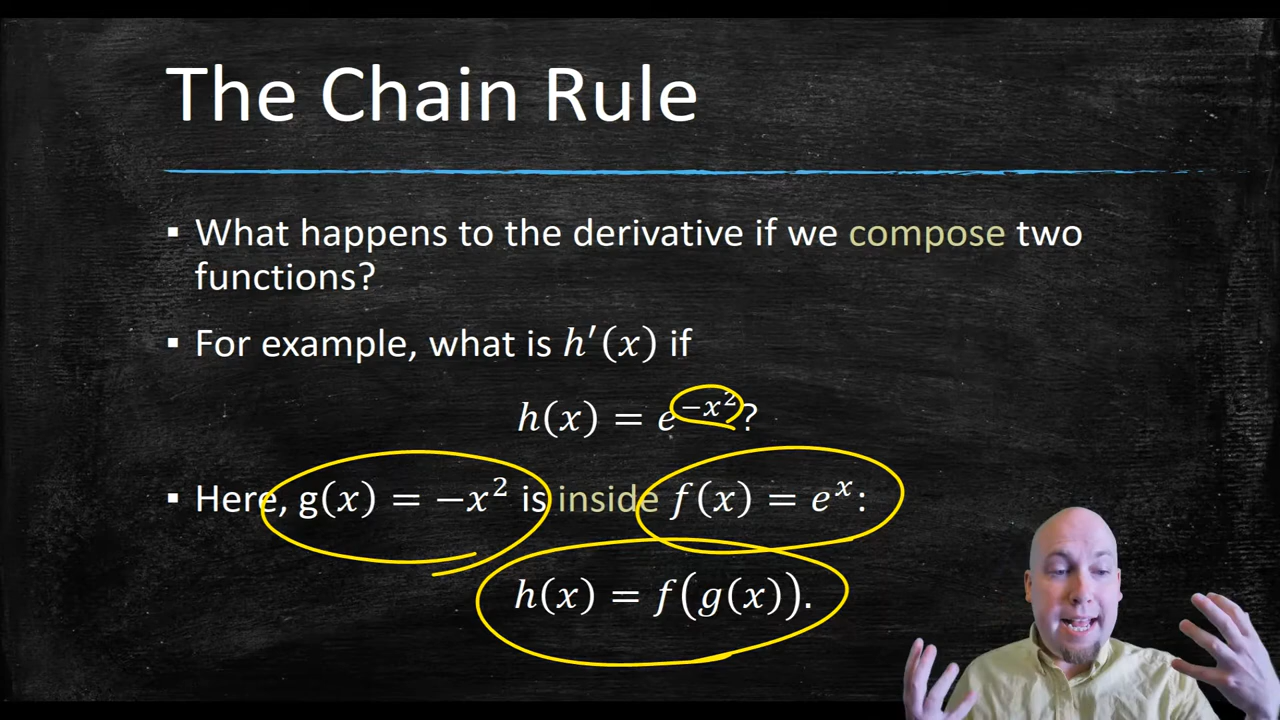 The Chain Rule
▪ What happens to the derivative if we compose two
functions?
▪ For example, what is h′(x) if
h(x) = e^{−x²}?
▪ Here, g(x) = −x² is inside f(x) = eˣ:
h(x) = f(g(x)).